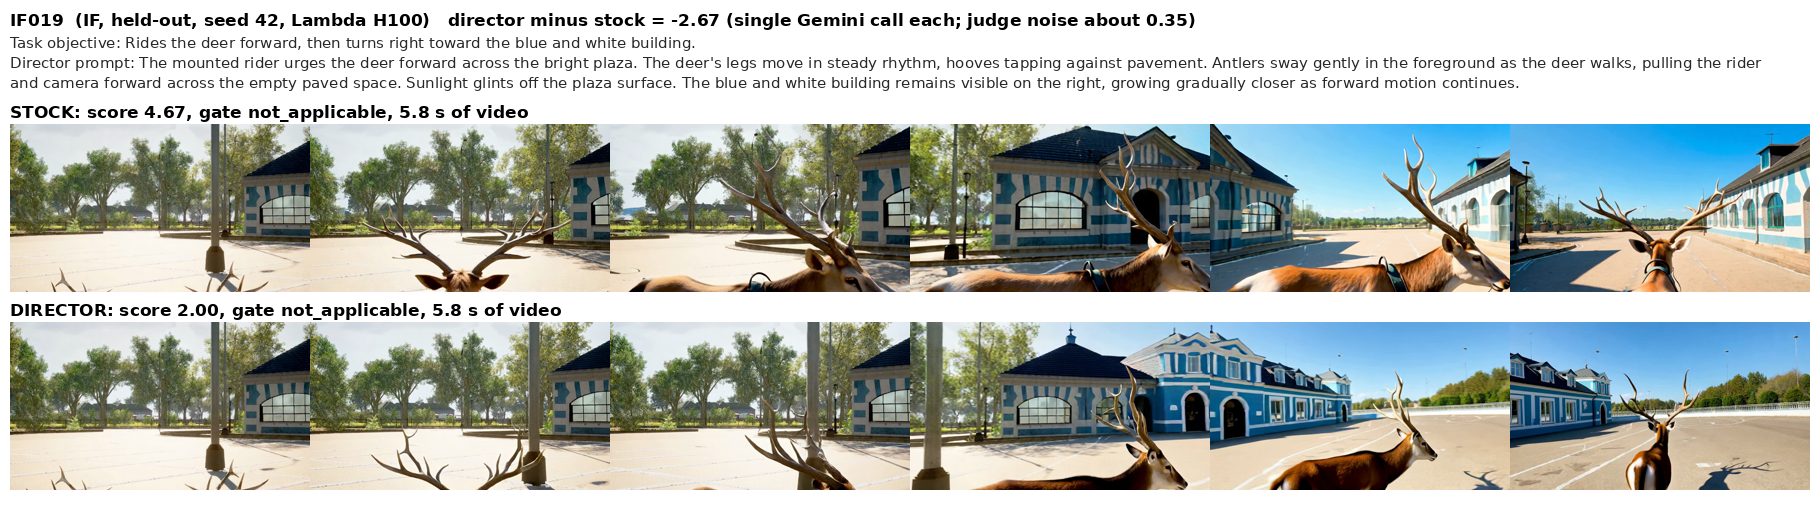 IF019  (IF, held-out, seed 42, Lambda H100)   director minus stock = -2.67 (single Gemini call each; judge noise about 0.35)
Task objective: Rides the deer forward, then turns right toward the blue and white building.
Director prompt: The mounted rider urges the deer forward across the bright plaza. The deer's legs move in steady rhythm, hooves tapping against pavement. Antlers sway gently in the foreground as the deer walks, pulling the rider
and camera forward across the empty paved space. Sunlight glints off the plaza surface. The blue and white building remains visible on the right, growing gradually closer as forward motion continues.
STOCK: score 4.67, gate not_applicable, 5.8 s of video
DIRECTOR: score 2.00, gate not_applicable, 5.8 s of video